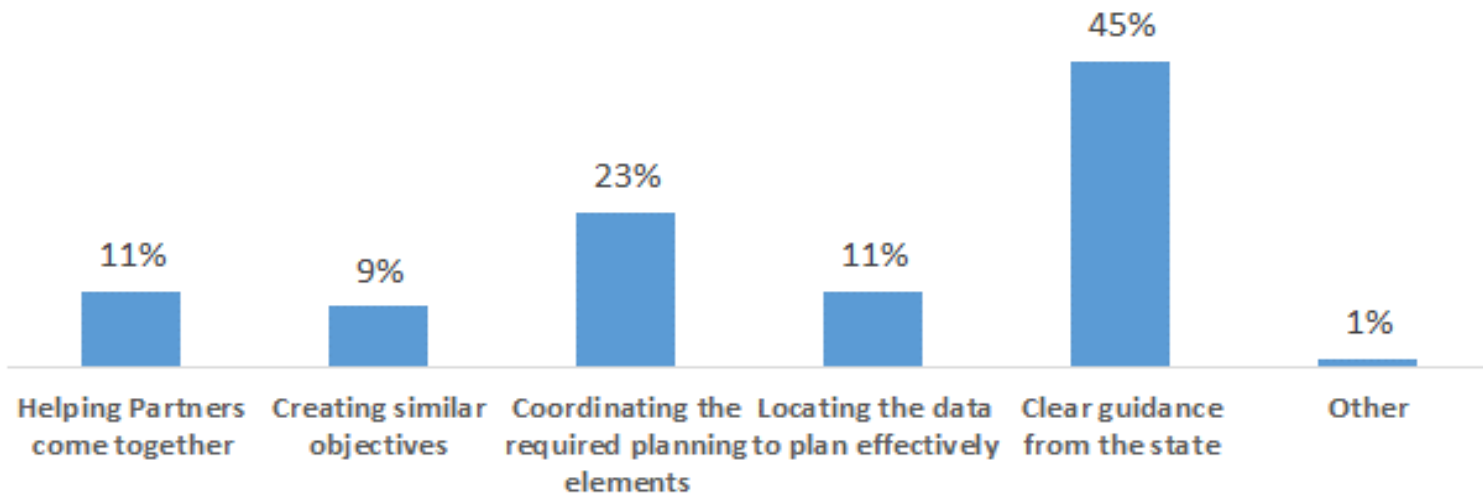 45%
23%
11%
9%
11%
1%
Helping Partners
come together
Creating similar
objectives
Coordinating the
required planning
elements
Locating the data
to plan effectively
Clear guidance
from the state
Other